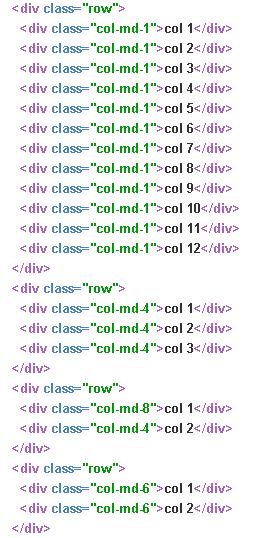 <div class="row">
<div class="col-md-1">col 1</div>
<div class="col-md-1">col 2</div>
<div class="col-md-1">col 3</div>
<div class="col-md-1">col 4</div>
<div class="col-md-1">col 5</div>
<div class="col-md-1">col 6</div>
<div class="col-md-1">col 7</div>
<div class="col-md-1">col 8</div>
<div class="col-md-1">col 9</div>
<div class="col-md-1">col 10</div>
<div class="col-md-1">col 11</div>
<div class="col-md-1">col 12</div>
</div>
<div class="row">
<div class="col-md-4">col 1</div>
<div class="col-md-4">col 2</div>
<div class="col-md-4">col 3</div>
</div>
<div class="row">
<div class="col-md-8">col 1</div>
<div class="col-md-4">col 2</div>
</div>
<div class="row">
<div class="col-md-6">col 1</div>
<div class="col-md-6">col 2</div>
</div>